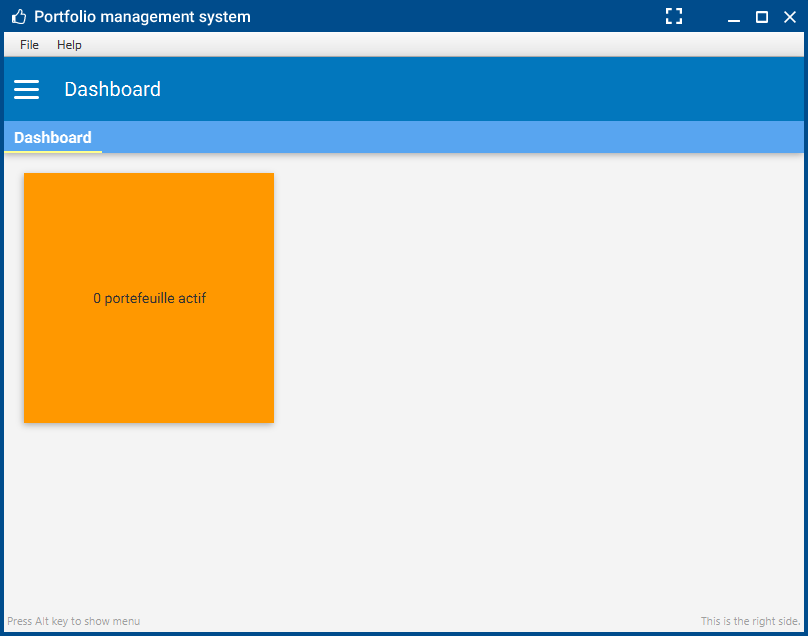 Portfolio management system
File Help
Dashboard
Dashboard
0 portefeuille actif
Press Alt key to show menu
This is the right side.